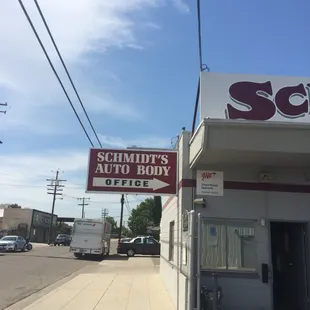 SCHMIDT'S
AUTO BODY
OFFICE
Sc